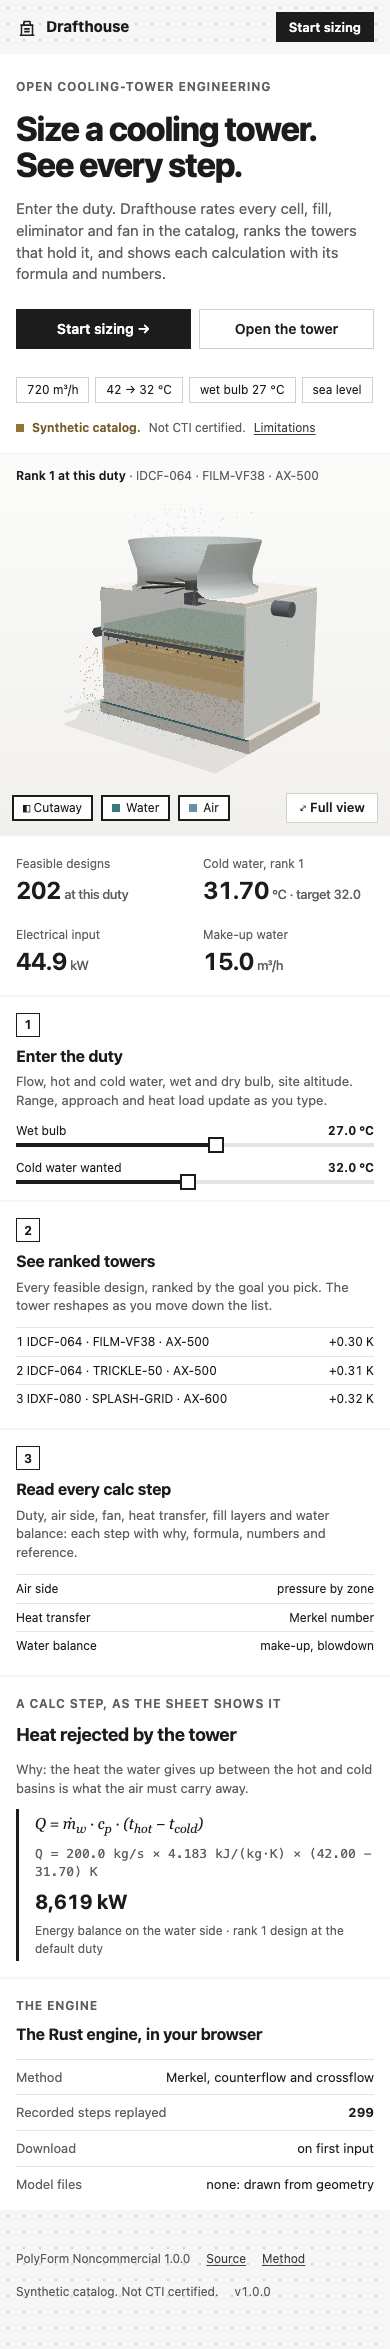 Drafthouse
Start sizing
OPEN COOLING-TOWER ENGINEERING
Size a cooling tower.
See every step.
Enter the duty. Drafthouse rates every cell, fill,
eliminator and fan in the catalog, ranks the towers
that hold it, and shows each calculation with its
formula and numbers.
Start sizing →
Open the tower
720 m³/h
42 → 32 °C
wet bulb 27 °C
sea level
Synthetic catalog. Not CTI certified. Limitations
Rank 1 at this duty · IDCF-064 · FILM-VF38 · AX-500
Cutaway
Water
Air
Full view
Feasible designs
202 at this duty
Cold water, rank 1
31.70 °C · target 32.0
Electrical input
44.9 kW
Make-up water
15.0 m³/h
1
Enter the duty
Flow, hot and cold water, wet and dry bulb, site altitude.
Range, approach and heat load update as you type.
Wet bulb 27.0 °C
Cold water wanted 32.0 °C
2
See ranked towers
Every feasible design, ranked by the goal you pick. The
tower reshapes as you move down the list.
1 IDCF-064 · FILM-VF38 · AX-500 +0.30 K
2 IDCF-064 · TRICKLE-50 · AX-500 +0.31 K
3 IDXF-080 · SPLASH-GRID · AX-600 +0.32 K
3
Read every calc step
Duty, air side, fan, heat transfer, fill layers and water
balance: each step with why, formula, numbers and
reference.
Air side pressure by zone
Heat transfer Merkel number
Water balance make-up, blowdown
A CALC STEP, AS THE SHEET SHOWS IT
Heat rejected by the tower
Why: the heat the water gives up between the hot and cold
basins is what the air must carry away.
Q = ṁ_w · c_p · (t_hot − t_cold)
Q = 200.0 kg/s × 4.183 kJ/(kg·K) × (42.00 −
31.70) K
8,619 kW
Energy balance on the water side · rank 1 design at the
default duty
THE ENGINE
The Rust engine, in your browser
Method Merkel, counterflow and crossflow
Recorded steps replayed 299
Download on first input
Model files none: drawn from geometry
PolyForm Noncommercial 1.0.0 Source Method
Synthetic catalog. Not CTI certified. v1.0.0